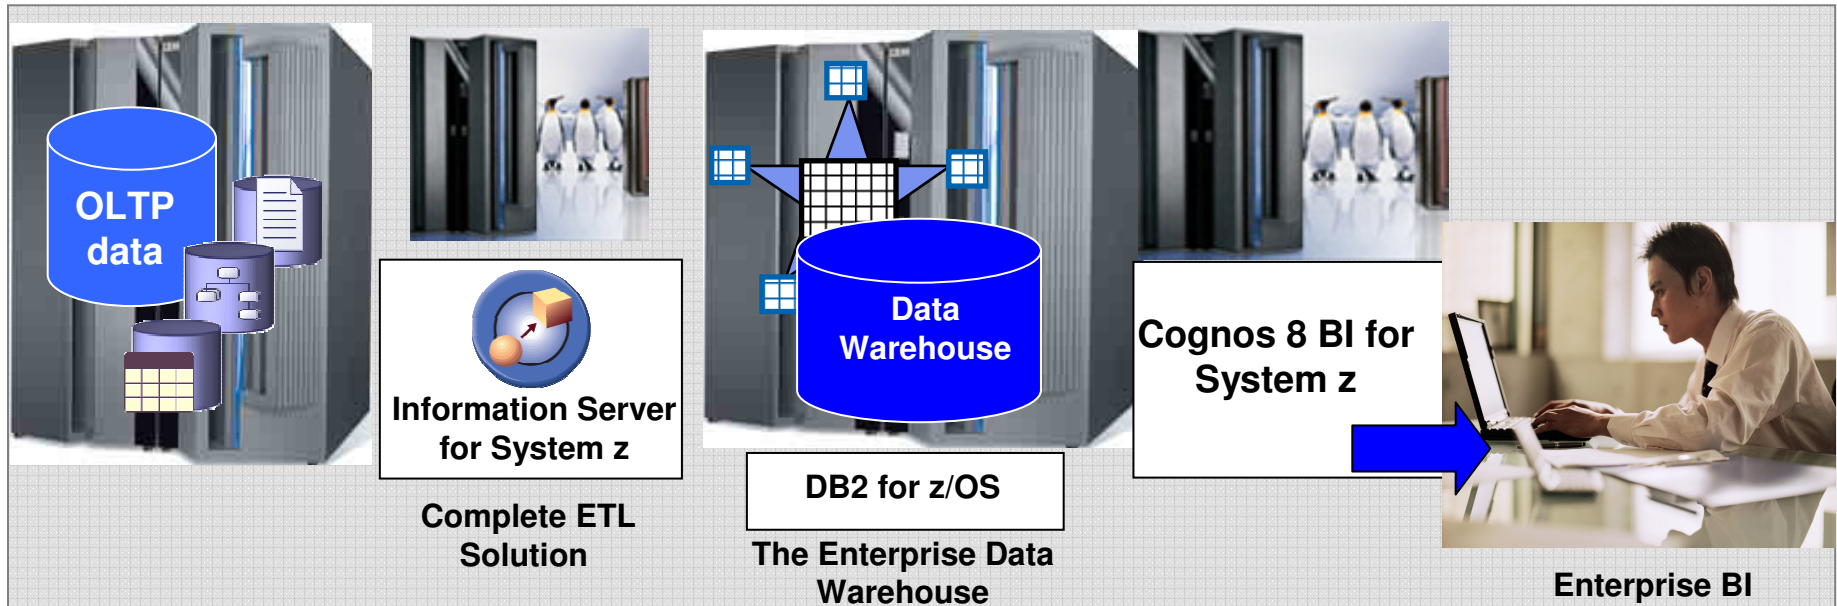 OLTP
data
Information Server
for System z
Complete ETL
Solution
Data
Warehouse
DB2 for z/OS
The Enterprise Data
Warehouse
Cognos 8 BI for
System z
Enterprise BI